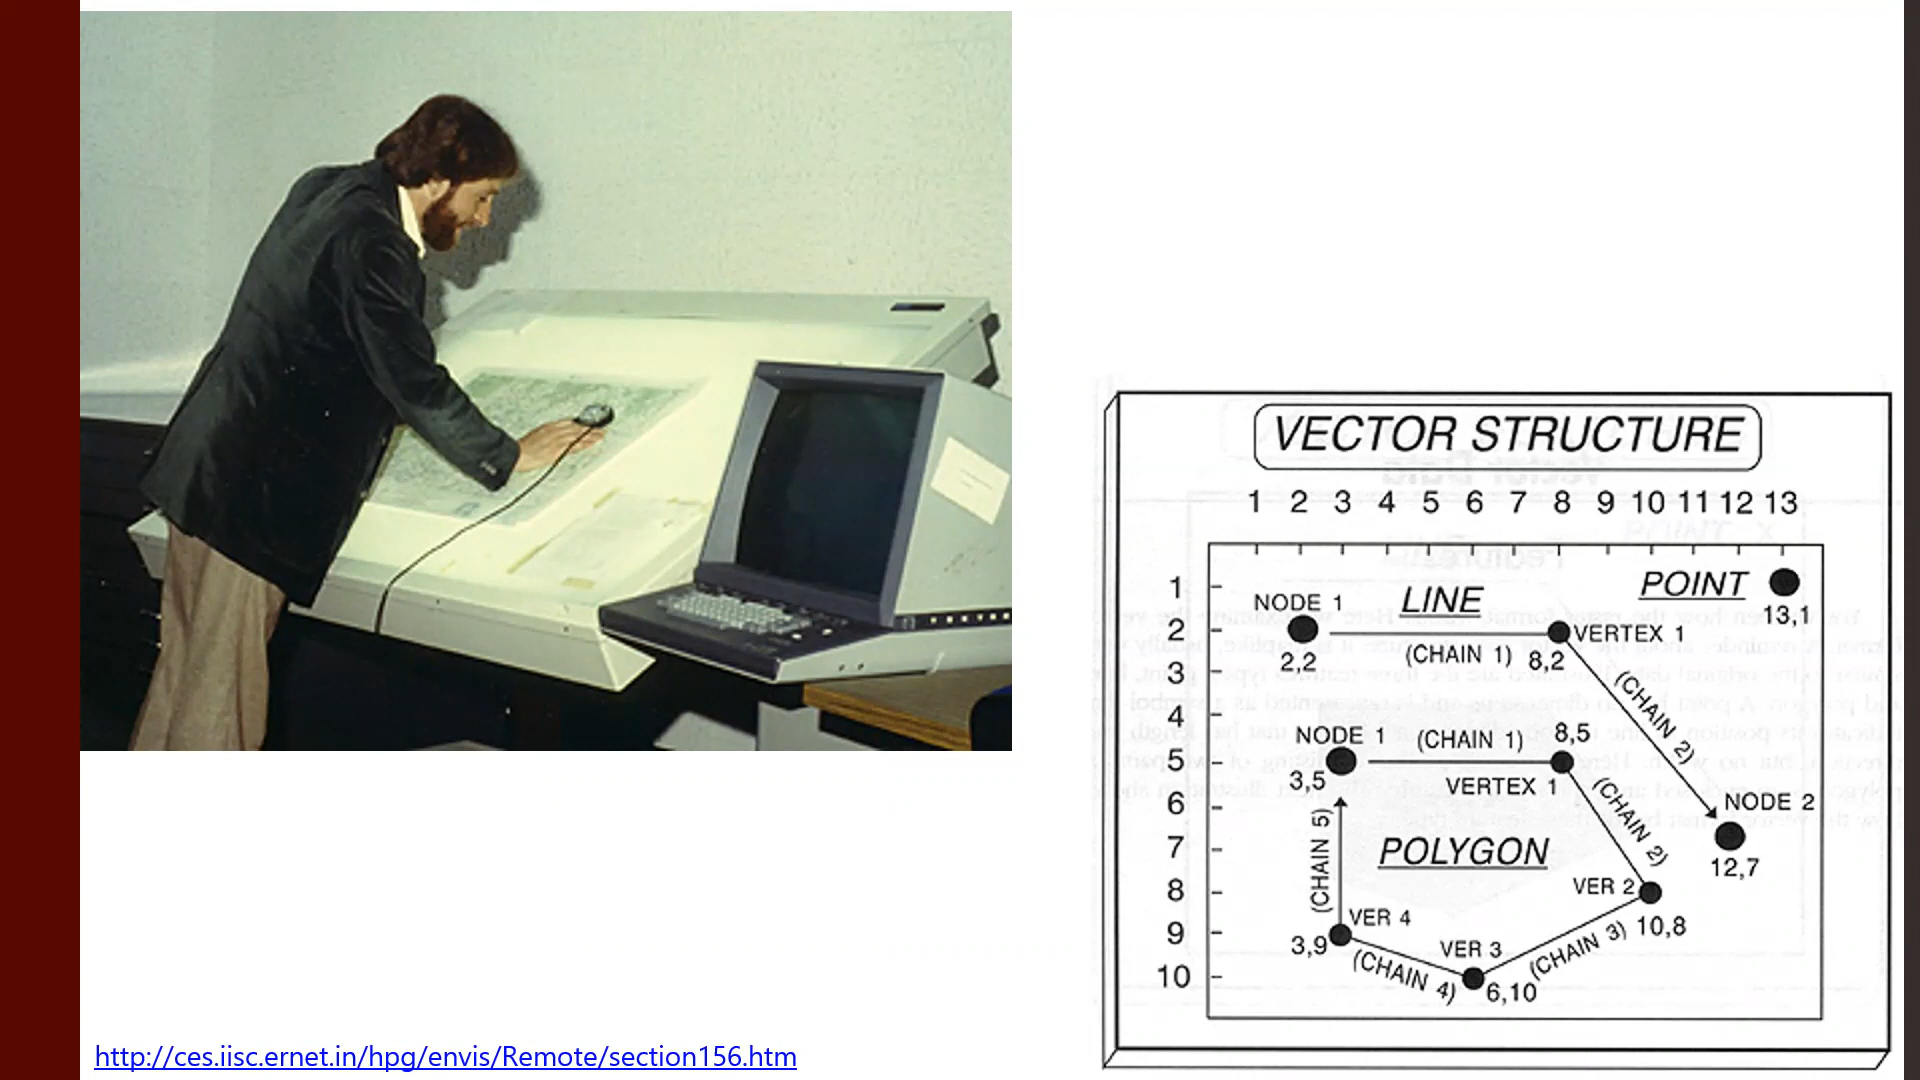 VECTOR STRUCTURE
1 2 3 4 5 6 7 8 9 10 11 12 13
1
2
3
4
5
6
7
8
9
10
POINT
13,1
NODE 1
LINE
2,2
(CHAIN 1)
8,2
VERTEX 1
(CHAIN 2)
NODE 2
12,7
NODE 1
3,5
(CHAIN 1)
8,5
VERTEX 1
(CHAIN 2)
POLYGON
(CHAIN 5)
VER 2
10,8
VER 4
3,9
VER 3
(CHAIN 3)
(CHAIN 4)
6,10
http://ces.iisc.ernet.in/hpg/envis/Remote/section156.htm